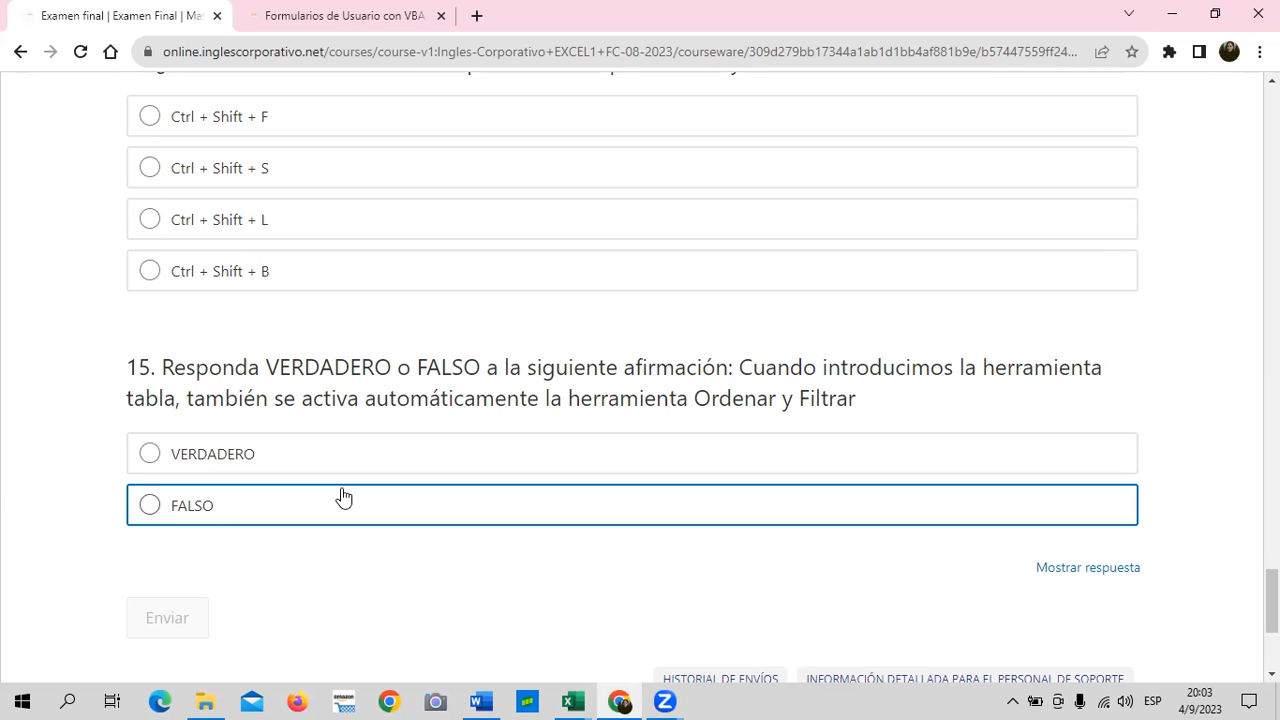 Examen final | Examen Final | Ma
Formularios de Usuario con VBA
online.inglescorporativo.net/courses/course-v1:Ingles-Corporativo+EXCEL1+FC-08-2023/courseware/309d279bb17344a1ab1d1bb4af881b9e/b57447559ff24...
Ctrl + Shift + F
Ctrl + Shift + S
Ctrl + Shift + L
Ctrl + Shift + B
15. Responda VERDADERO o FALSO a la siguiente afirmación: Cuando introducimos la herramienta
tabla, también se activa automáticamente la herramienta Ordenar y Filtrar
VERDADERO
FALSO
Mostrar respuesta
Enviar
HISTORIAL DE ENVÍOS
INFORMACIÓN DETALLADA PARA EL PERSONAL DE SOPORTE
amazon
ESP
20:03
4/9/2023